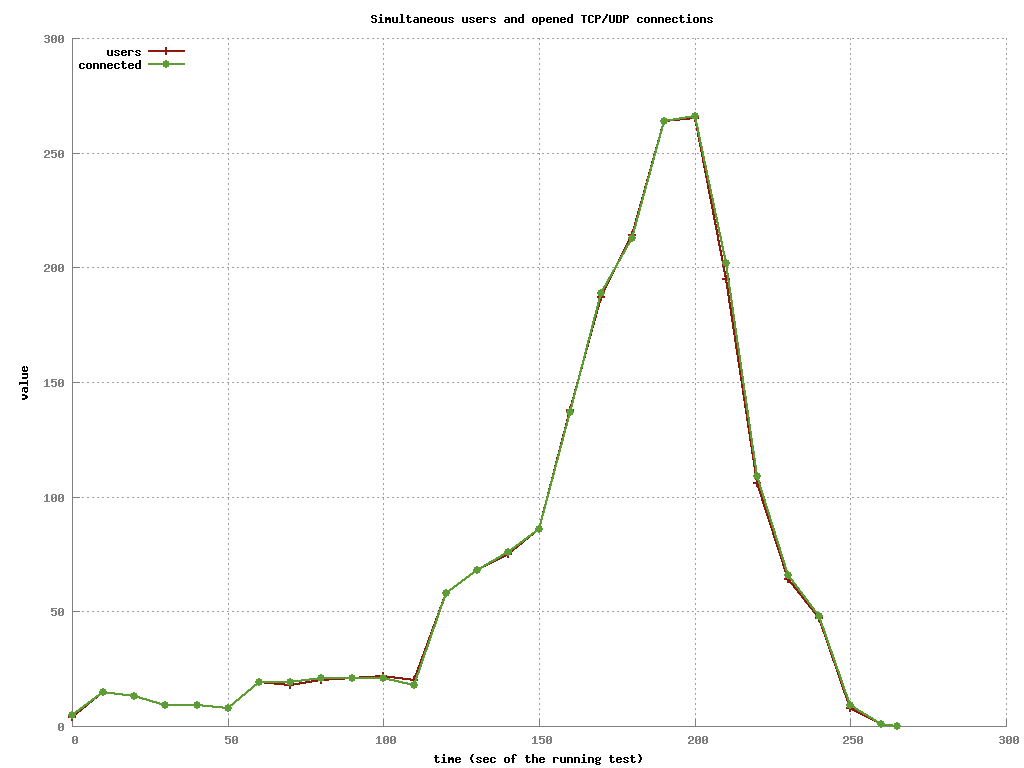 Simultaneous users and opened TCP/UDP connections
300
users
connected
250
200
150
value
100
50
0
0 50 100 150 200 250 300
time (sec of the running test)